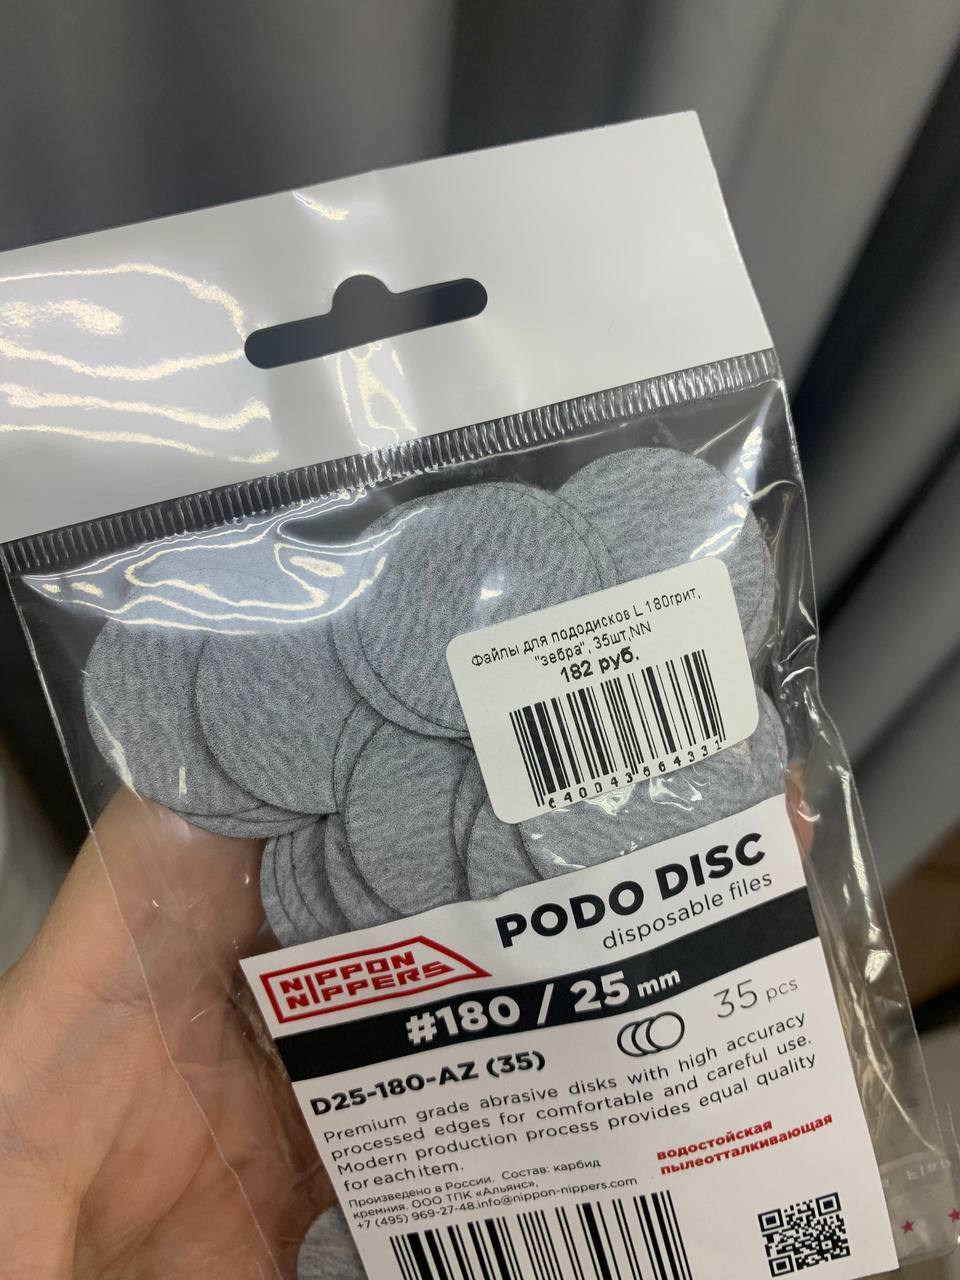 Файлы для пододисков L 180грит,
"зебра", 35шт,NN
182 руб.
PODO DISC
disposable files
NIPPON
NIPPERS
#180 / 25 mm
35 pcs
D25-180-AZ (35)
Premium grade abrasive disks with high accuracy
processed edges for comfortable and careful use.
Modern production process provides equal quality
for each item.
водостойская
пылеотталкивающая
Произведено в России. Состав: карбид
кремния. ООО ТПК «Альянс»,
+7 (495) 969-27-48.info@nippon-nippers.com